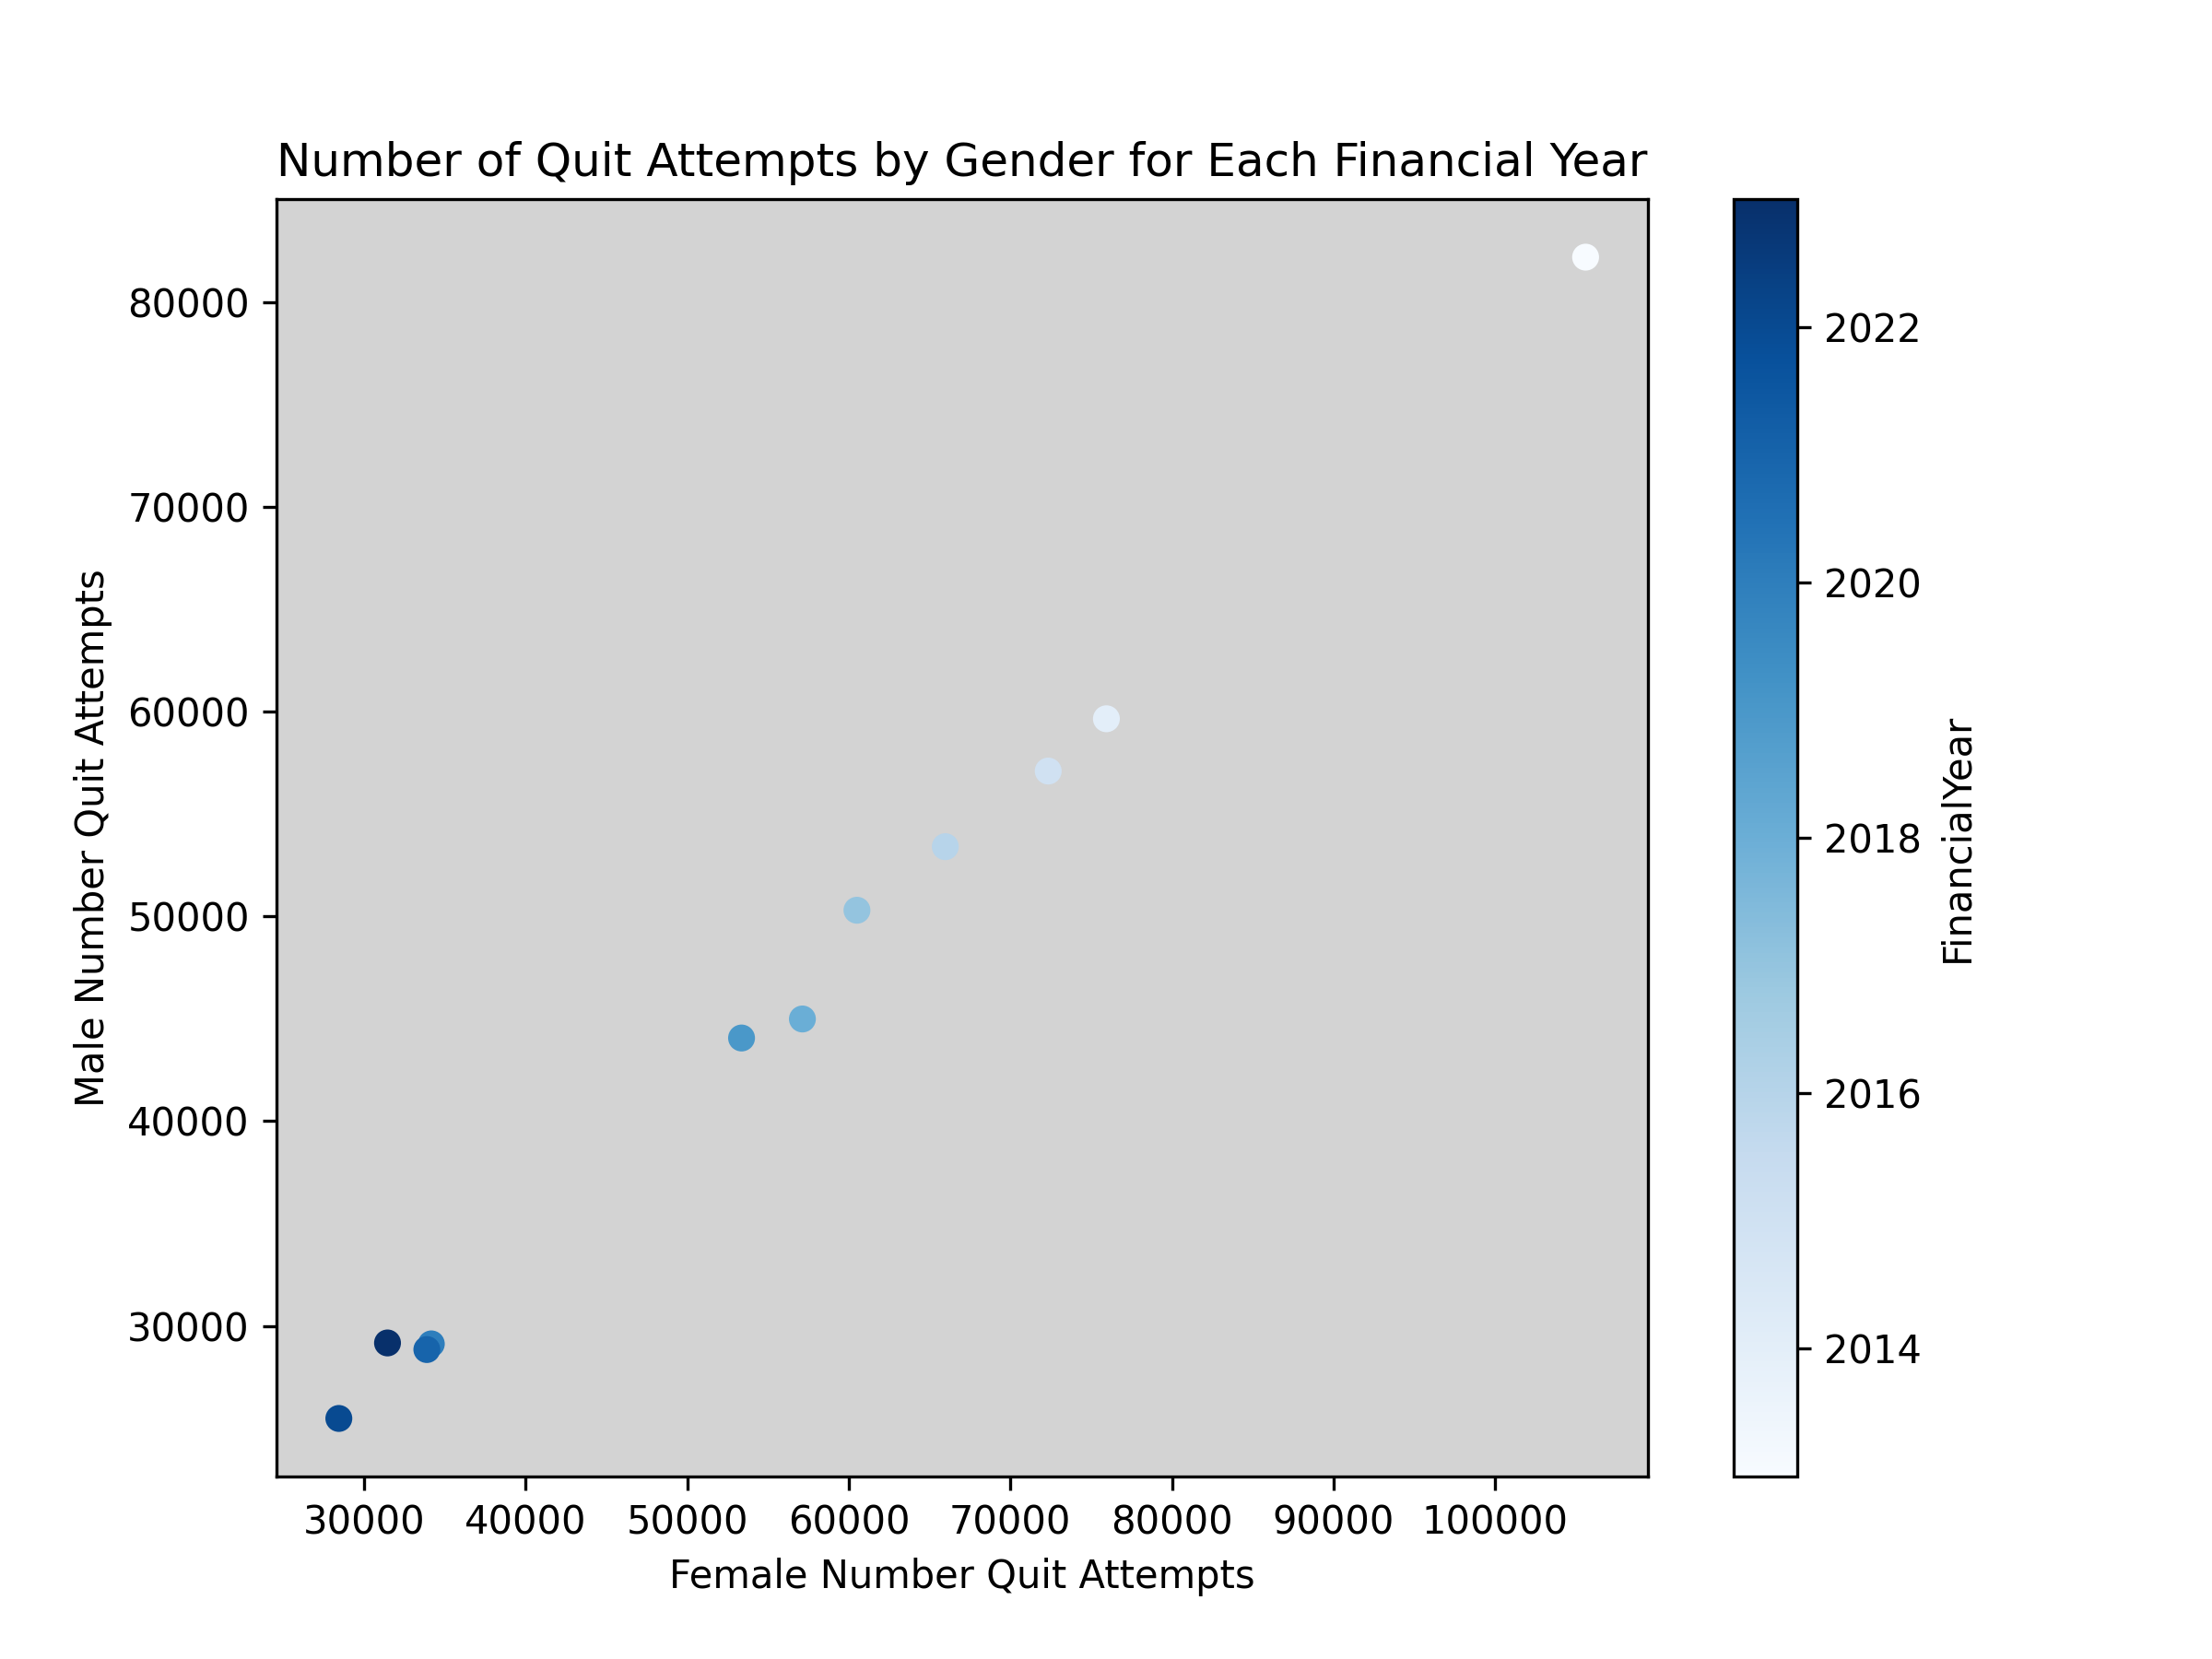 Number of Quit Attempts by Gender for Each Financial Year
80000
70000
60000
50000
40000
30000
Male Number Quit Attempts
30000 40000 50000 60000 70000 80000 90000 100000
Female Number Quit Attempts
2022
2020
2018
2016
2014
FinancialYear